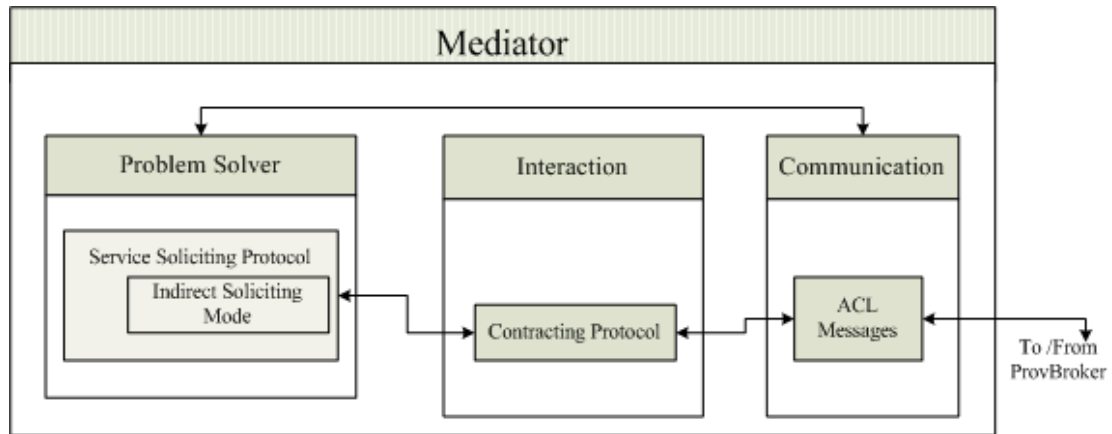 Mediator
Problem Solver
Interaction
Communication
Service Soliciting Protocol
Indirect Soliciting
Mode
Contracting Protocol
ACL
Messages
To /From
ProvBroker